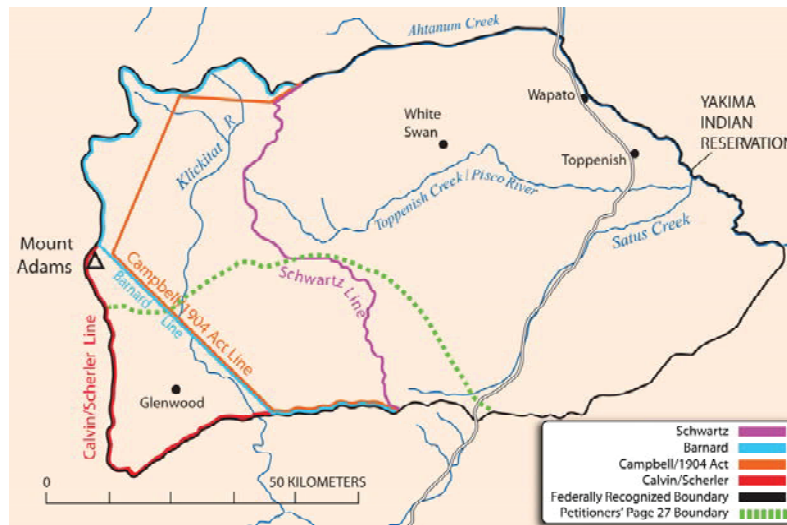 Ahtanum Creek
Wapato
YAKIMA
INDIAN
RESERVATION
White
Swan
Toppenish
Klickitat R
Toppenish Creek / Pisco River
Satus Creek
Mount
Adams
Campbell/1904 Act Line
Barnard
Line
Schwartz Line
Calvin/Scherler Line
Glenwood
0
50 KILOMETERS
Schwartz
Barnard
Campbell/1904 Act
Calvin/Scherler
Federally Recognized Boundary
Petitioners' Page 27 Boundary